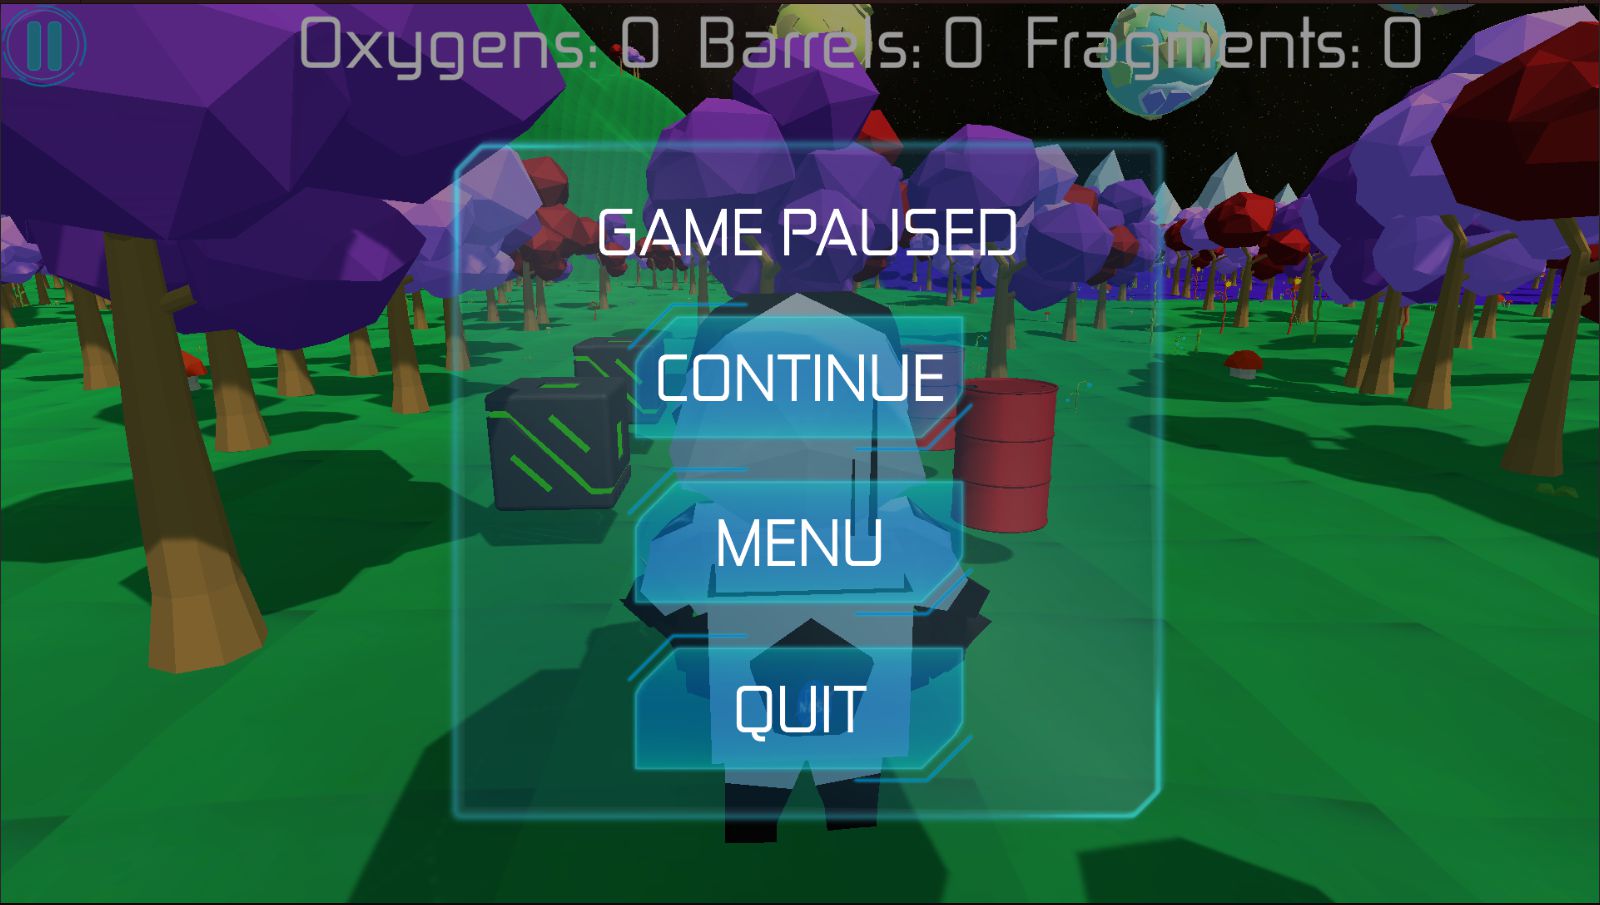 Oxygens: 0 Barrels: 0 Fragments: 0
GAME PAUSED
CONTINUE
MENU
QUIT